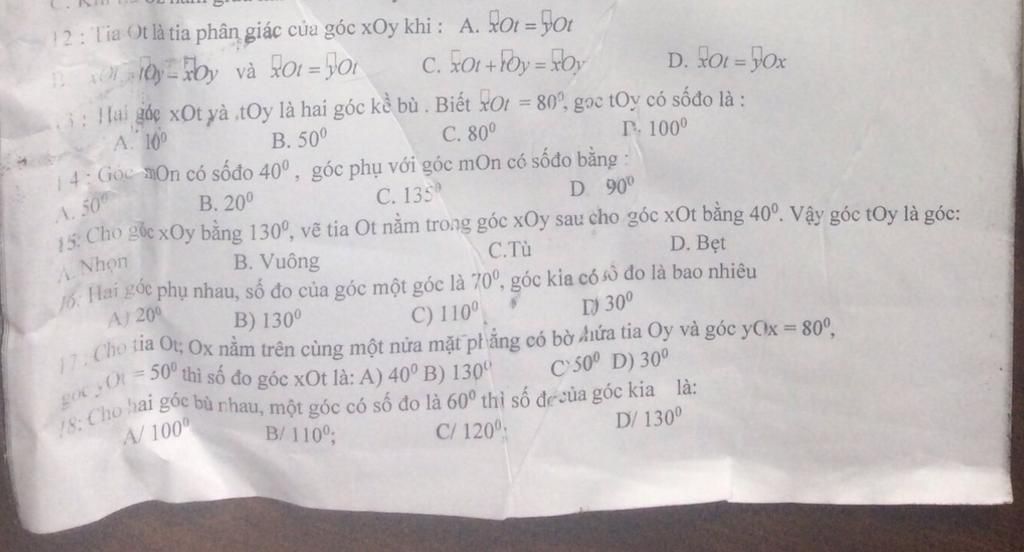 12 : Tia Ot là tia phân giác của góc xOy khi : A. xOt = yOt
B. xOt + tOy = xOy và xOt = yOt C. xOt + tOy = xOy D. xOt = yOx
13 : Hai góc xOt và tOy là hai góc kề bù . Biết xOt = 80⁰, góc tOy có sốđo là :
A. 10⁰ B. 50⁰ C. 80⁰ D. 100⁰
14 : Góc mOn có sốđo 40⁰ , góc phụ với góc mOn có sốđo bằng :
A. 50⁰ B. 20⁰ C. 135⁰ D 90⁰
15: Cho góc xOy bằng 130⁰, vẽ tia Ot nằm trong góc xOy sau cho góc xOt bằng 40⁰. Vậy góc tOy là góc:
A. Nhọn B. Vuông C.Tù D. Bẹt
16: Hai góc phụ nhau, số đo của góc một góc là 70⁰, góc kia có số đo là bao nhiêu
A) 20⁰ B) 130⁰ C) 110⁰ D) 30⁰
17 : Cho tia Ot; Ox nằm trên cùng một nửa mặt phẳng có bờ chứa tia Oy và góc yOx = 80⁰,
góc yOt = 50⁰ thì số đo góc xOt là: A) 40⁰ B) 130⁰ C) 50⁰ D) 30⁰
18: Cho hai góc bù nhau, một góc có số đo là 60⁰ thì số đo của góc kia là:
A/ 100⁰ B/ 110⁰; C/ 120⁰; D/ 130⁰